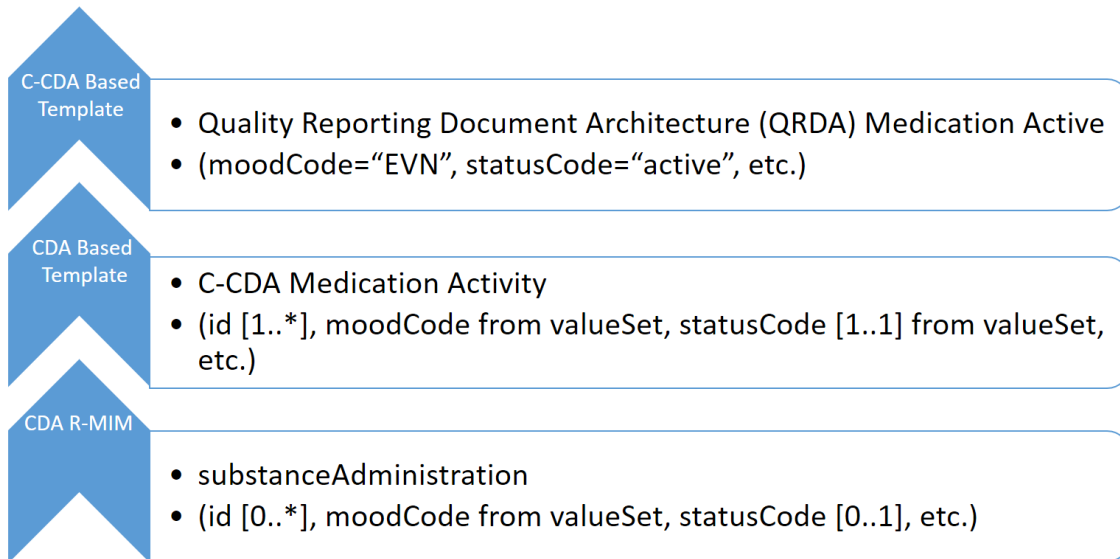 C-CDA Based
Template
• Quality Reporting Document Architecture (QRDA) Medication Active
• (moodCode=“EVN”, statusCode=“active”, etc.)
CDA Based
Template
• C-CDA Medication Activity
• (id [1..*], moodCode from valueSet, statusCode [1..1] from valueSet,
etc.)
CDA R-MIM
• substanceAdministration
• (id [0..*], moodCode from valueSet, statusCode [0..1], etc.)